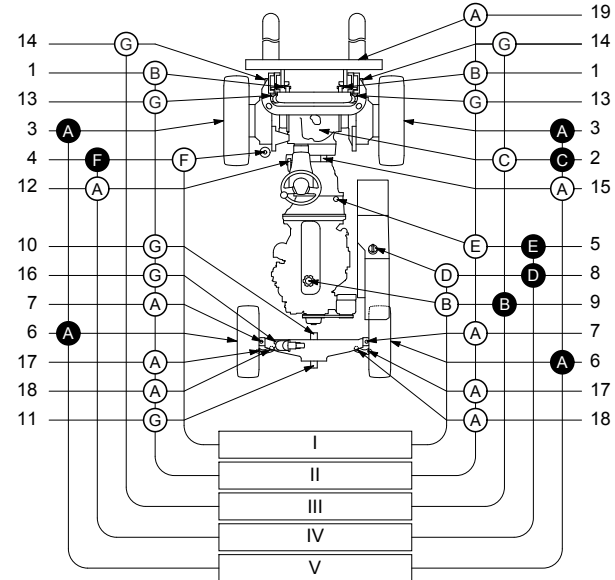 A 19
14 G G 14
1 B B 1
13 G G 13
3 A A 3
4 F F C C 2
12 A A 15
10 G E E 5
16 G D D 8
7 A B B 9
6 A A 7
17 A A 6
18 A A 17
11 G A 18
I
II
III
IV
V